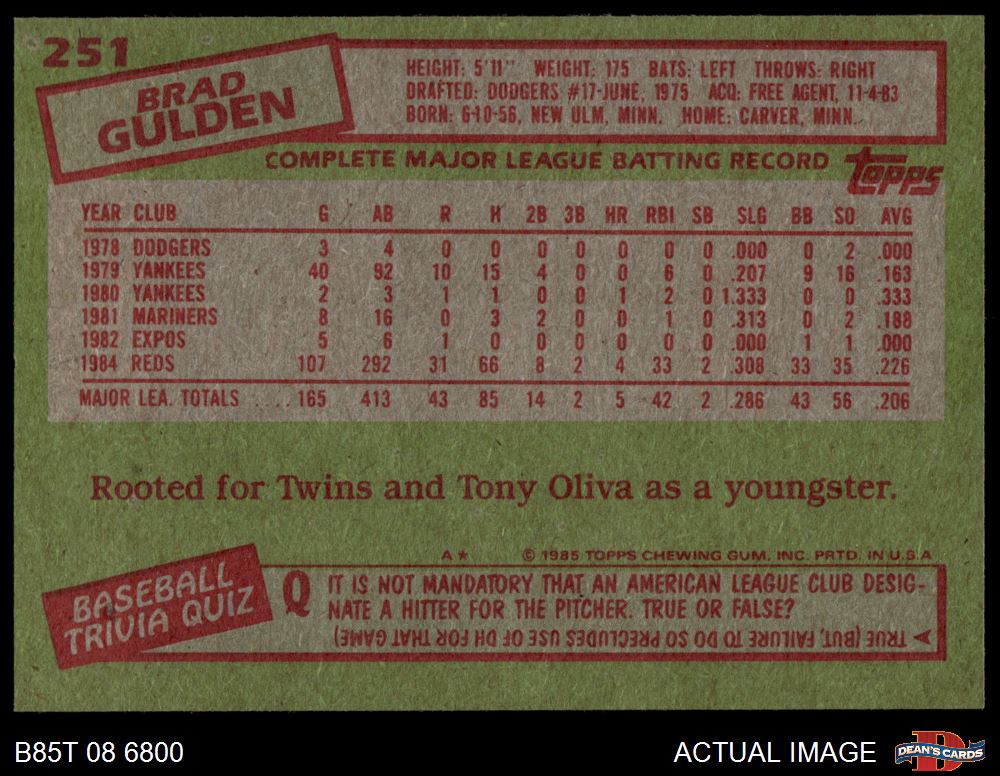 251
BRAD
GULDEN
HEIGHT: 5'11" WEIGHT: 175 BATS: LEFT THROWS: RIGHT
DRAFTED: DODGERS #17-JUNE, 1975 ACQ: FREE AGENT, 11-4-83
BORN: 6-10-56, NEW ULM, MINN. HOME: CARVER, MINN.
COMPLETE MAJOR LEAGUE BATTING RECORD
Topps
YEAR CLUB G AB R H 2B 3B HR RBI SB SLG BB SO AVG
1978 DODGERS 3 4 0 0 0 0 0 0 0 .000 0 2 .000
1979 YANKEES 40 92 10 15 4 0 0 6 0 .207 9 16 .163
1980 YANKEES 2 3 1 1 0 0 1 2 0 1.333 0 0 .333
1981 MARINERS 8 16 0 3 2 0 0 1 0 .313 0 2 .188
1982 EXPOS 5 6 1 0 0 0 0 0 0 .000 1 1 .000
1984 REDS 107 292 31 66 8 2 4 33 2 .308 33 35 .226
MAJOR LEA. TOTALS .... 165 413 43 85 14 2 5 42 2 .286 43 56 .206
Rooted for Twins and Tony Oliva as a youngster.
A* © 1985 TOPPS CHEWING GUM, INC. PRTD. IN U.S.A
BASEBALL
TRIVIA QUIZ
Q IT IS NOT MANDATORY THAT AN AMERICAN LEAGUE CLUB DESIG-
NATE A HITTER FOR THE PITCHER. TRUE OR FALSE?
A TRUE (BUT, FAILURE TO DO SO PRECLUDES USE OF DH FOR THAT GAME)
B85T 08 6800
ACTUAL IMAGE
DEAN'S CARDS